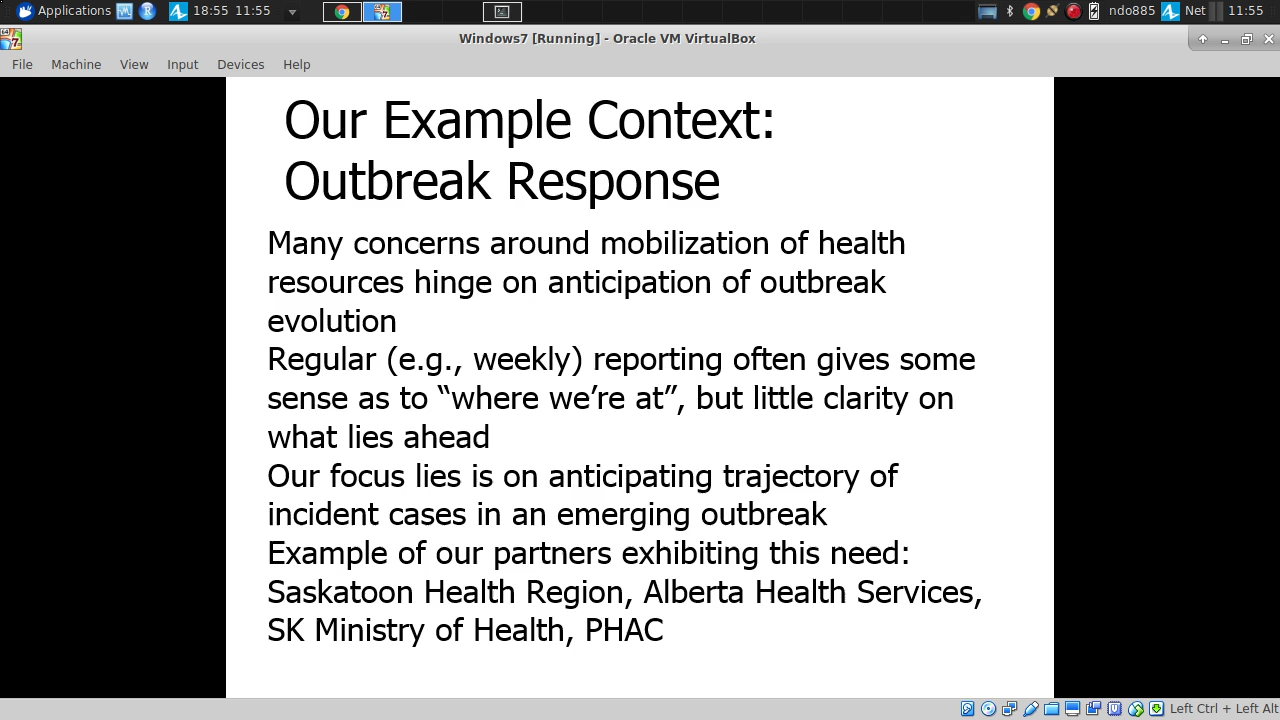 Applications 18:55 11:55 ndo885 Net 11:55
Windows7 [Running] - Oracle VM VirtualBox
File Machine View Input Devices Help
Our Example Context:
Outbreak Response
Many concerns around mobilization of health
resources hinge on anticipation of outbreak
evolution
Regular (e.g., weekly) reporting often gives some
sense as to “where we’re at”, but little clarity on
what lies ahead
Our focus lies is on anticipating trajectory of
incident cases in an emerging outbreak
Example of our partners exhibiting this need:
Saskatoon Health Region, Alberta Health Services,
SK Ministry of Health, PHAC
Left Ctrl + Left Alt